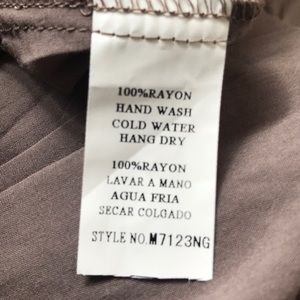 100%RAYON
HAND WASH
COLD WATER
HANG DRY
100%RAYON
LAVAR A MANO
AGUA FRIA
SECAR COLGADO
STYLE NO.M7123NG